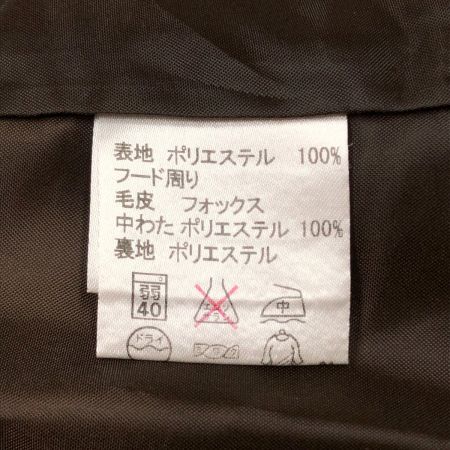 表地 ポリエステル 100%
フード周り
毛皮 フォックス
中わた ポリエステル 100%
裏地 ポリエステル
弱 中
40
ドライ